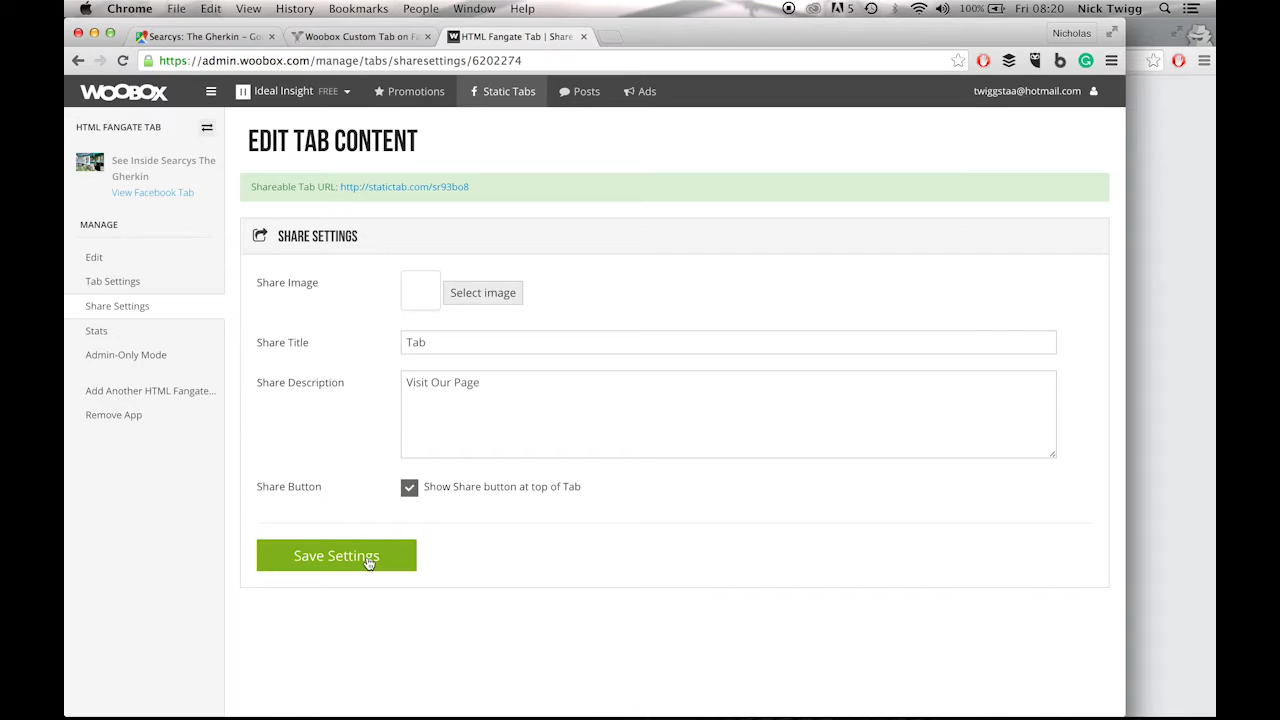 Chrome File Edit View History Bookmarks People Window Help 5 100% Fri 08:20 Nick Twigg
Searcys: The Gherkin – Go
Woobox Custom Tab on F
HTML Fangate Tab | Share
Nicholas
https://admin.woobox.com/manage/tabs/sharesettings/6202274
WOOBOX
Ideal Insight FREE
Promotions
Static Tabs
Posts
Ads
twiggstaa@hotmail.com
HTML FANGATE TAB
See Inside Searcys The
Gherkin
View Facebook Tab
MANAGE
Edit
Tab Settings
Share Settings
Stats
Admin-Only Mode
Add Another HTML Fangate...
Remove App
EDIT TAB CONTENT
Shareable Tab URL: http://statictab.com/sr93bo8
SHARE SETTINGS
Share Image
Select image
Share Title
Tab
Share Description
Visit Our Page
Share Button
Show Share button at top of Tab
Save Settings